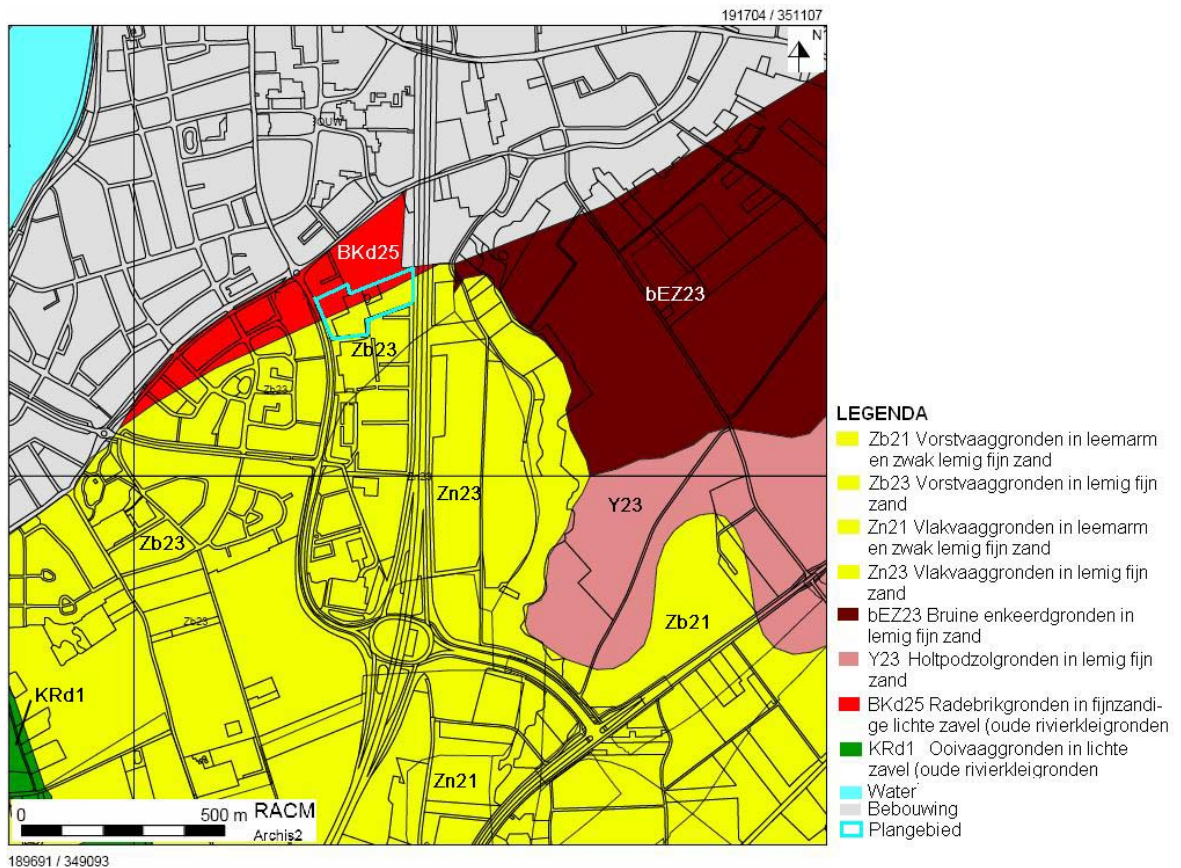 191704 / 351107
N
BOUW
BKd25
bEZ23
Zb23
Zb23
Zn23
Y23
Zb23
Zb21
Zb23
KRd1
Zn21
0 500 m RACM
Archis2
189691 / 349093
LEGENDA
Zb21 Vorstvaaggronden in leemarm
en zwak lemig fijn zand
Zb23 Vorstvaaggronden in lemig fijn
zand
Zn21 Vlakvaaggronden in leemarm
en zwak lemig fijn zand
Zn23 Vlakvaaggronden in lemig fijn
zand
bEZ23 Bruine enkeerdgronden in
lemig fijn zand
Y23 Holtpodzolgronden in lemig fijn
zand
BKd25 Radebrikgronden in fijnzandi-
ge lichte zavel (oude rivierkleigronden
KRd1 Ooivaaggronden in lichte
zavel (oude rivierkleigronden
Water
Bebouwing
Plangebied